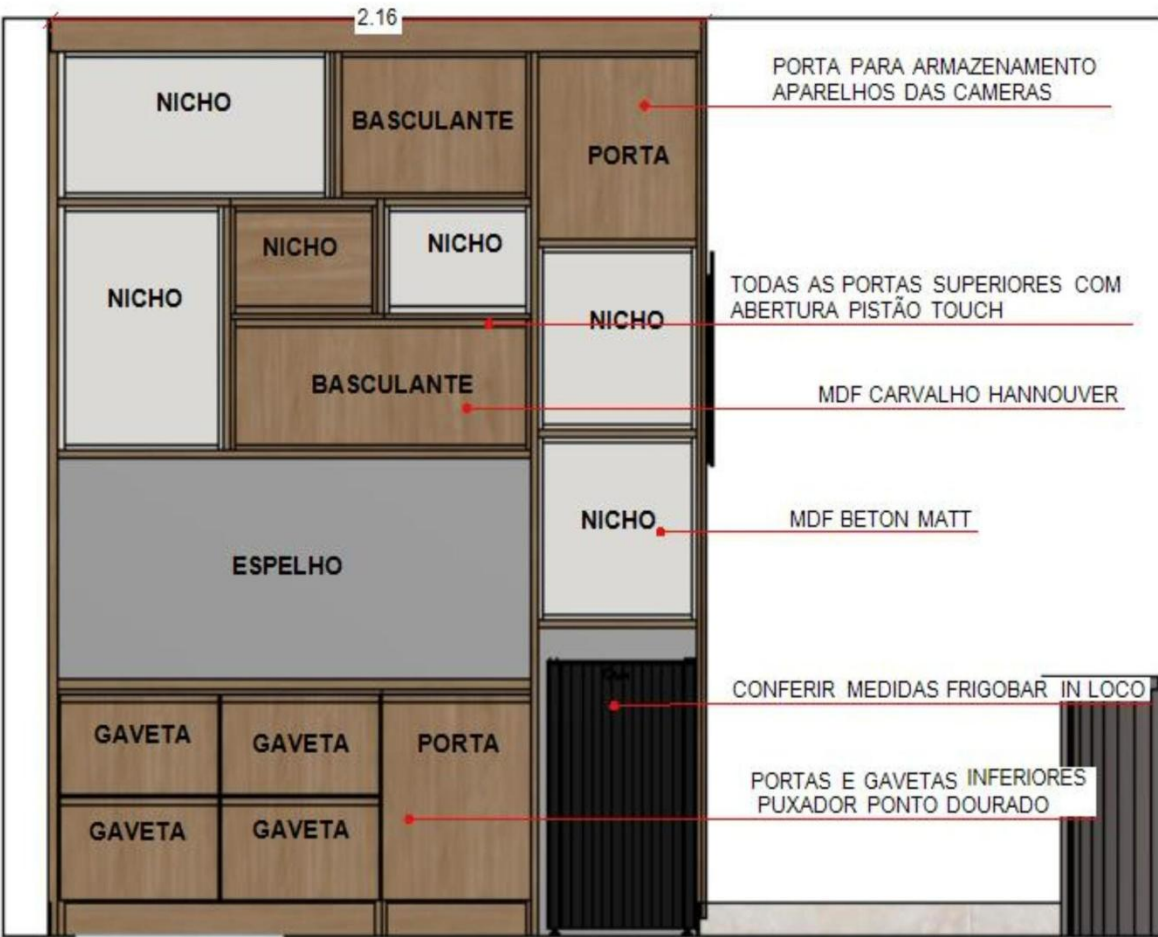 2.16
NICHO
BASCULANTE
PORTA
PORTA PARA ARMAZENAMENTO
APARELHOS DAS CAMERAS
NICHO
NICHO
NICHO
TODAS AS PORTAS SUPERIORES COM
ABERTURA PISTÃO TOUCH
NICHO
BASCULANTE
MDF CARVALHO HANNOUVER
NICHO
MDF BETON MATT
ESPELHO
CONFERIR MEDIDAS FRIGOBAR IN LOCO
GAVETA
GAVETA
PORTA
PORTAS E GAVETAS INFERIORES
PUXADOR PONTO DOURADO
GAVETA
GAVETA